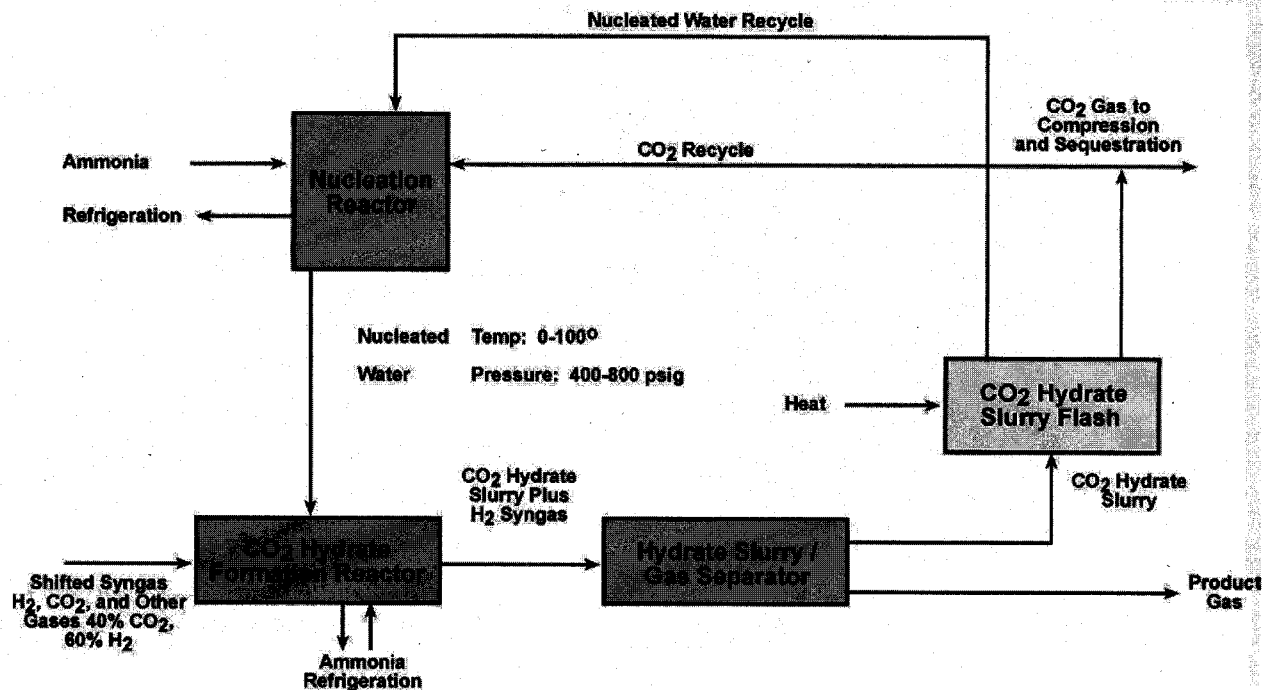 Nucleated Water Recycle
CO2 Gas to
Compression
and Sequestration
Ammonia
CO2 Recycle
Nucleation
Reactor
Refrigeration
Nucleated Temp: 0-100º
Water Pressure: 400-800 psig
Heat
CO2 Hydrate
Slurry Flash
CO2 Hydrate
Slurry Plus
H2 Syngas
CO2 Hydrate
Slurry
CO2 Hydrate
Formation Reactor
Hydrate Slurry /
Gas Separator
Shifted Syngas
H2, CO2, and Other
Gases 40% CO2,
60% H2
Product
Gas
Ammonia
Refrigeration